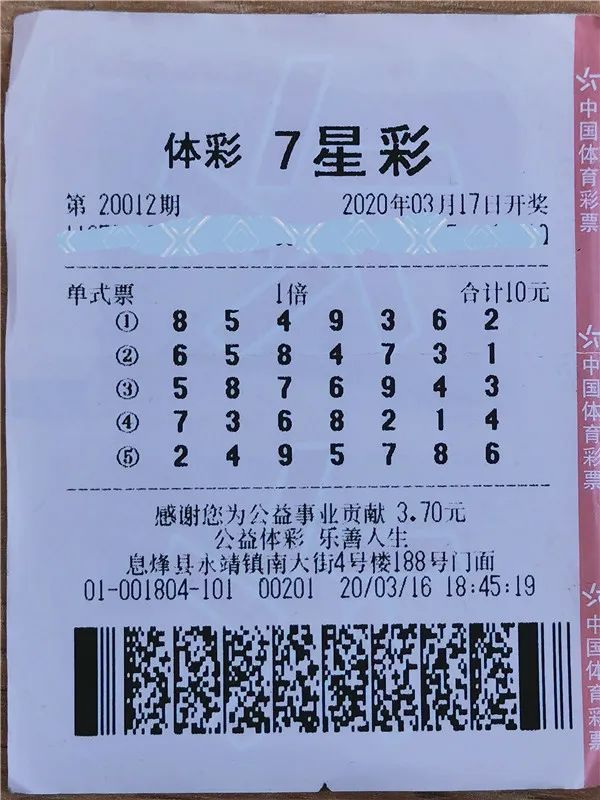 体彩 7星彩
第 20012期 2020年03月17日开奖
单式票 1倍 合计10元
① 8 5 4 9 3 6 2
② 6 5 8 4 7 3 1
③ 5 8 7 6 9 4 3
④ 7 3 6 8 2 1 4
⑤ 2 4 9 5 7 8 6
感谢您为公益事业贡献 3.70元
公益体彩 乐善人生
息烽县永靖镇南大街4号楼188号门面
01-001804-101 00201 20/03/16 18:45:19
中国体育彩票
中国体育彩票
中国体育彩票